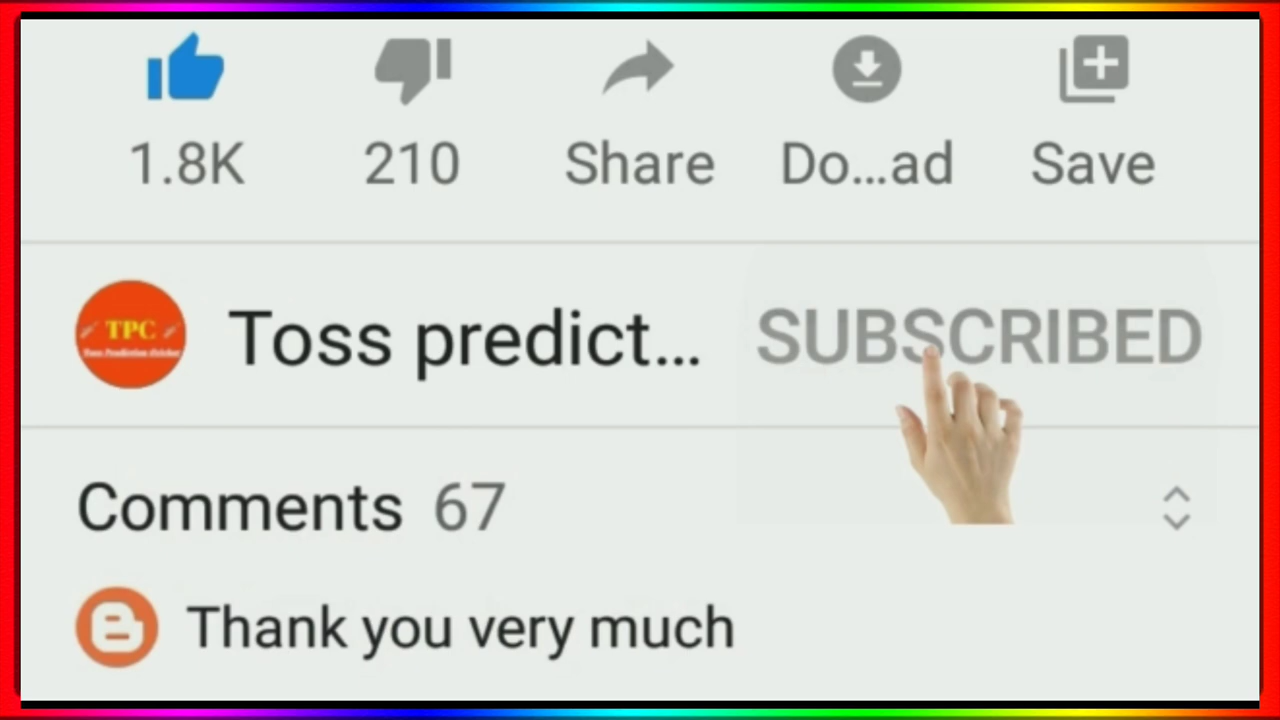 1.8K 210 Share Do...ad Save
TPC
Toss predict... SUBSCRIBED
Comments 67
Thank you very much